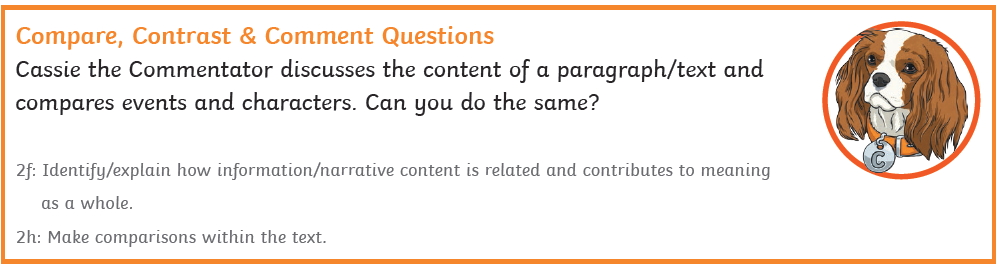 Compare, Contrast & Comment Questions
Cassie the Commentator discusses the content of a paragraph/text and
compares events and characters. Can you do the same?
2f: Identify/explain how information/narrative content is related and contributes to meaning
as a whole.
2h: Make comparisons within the text.
C